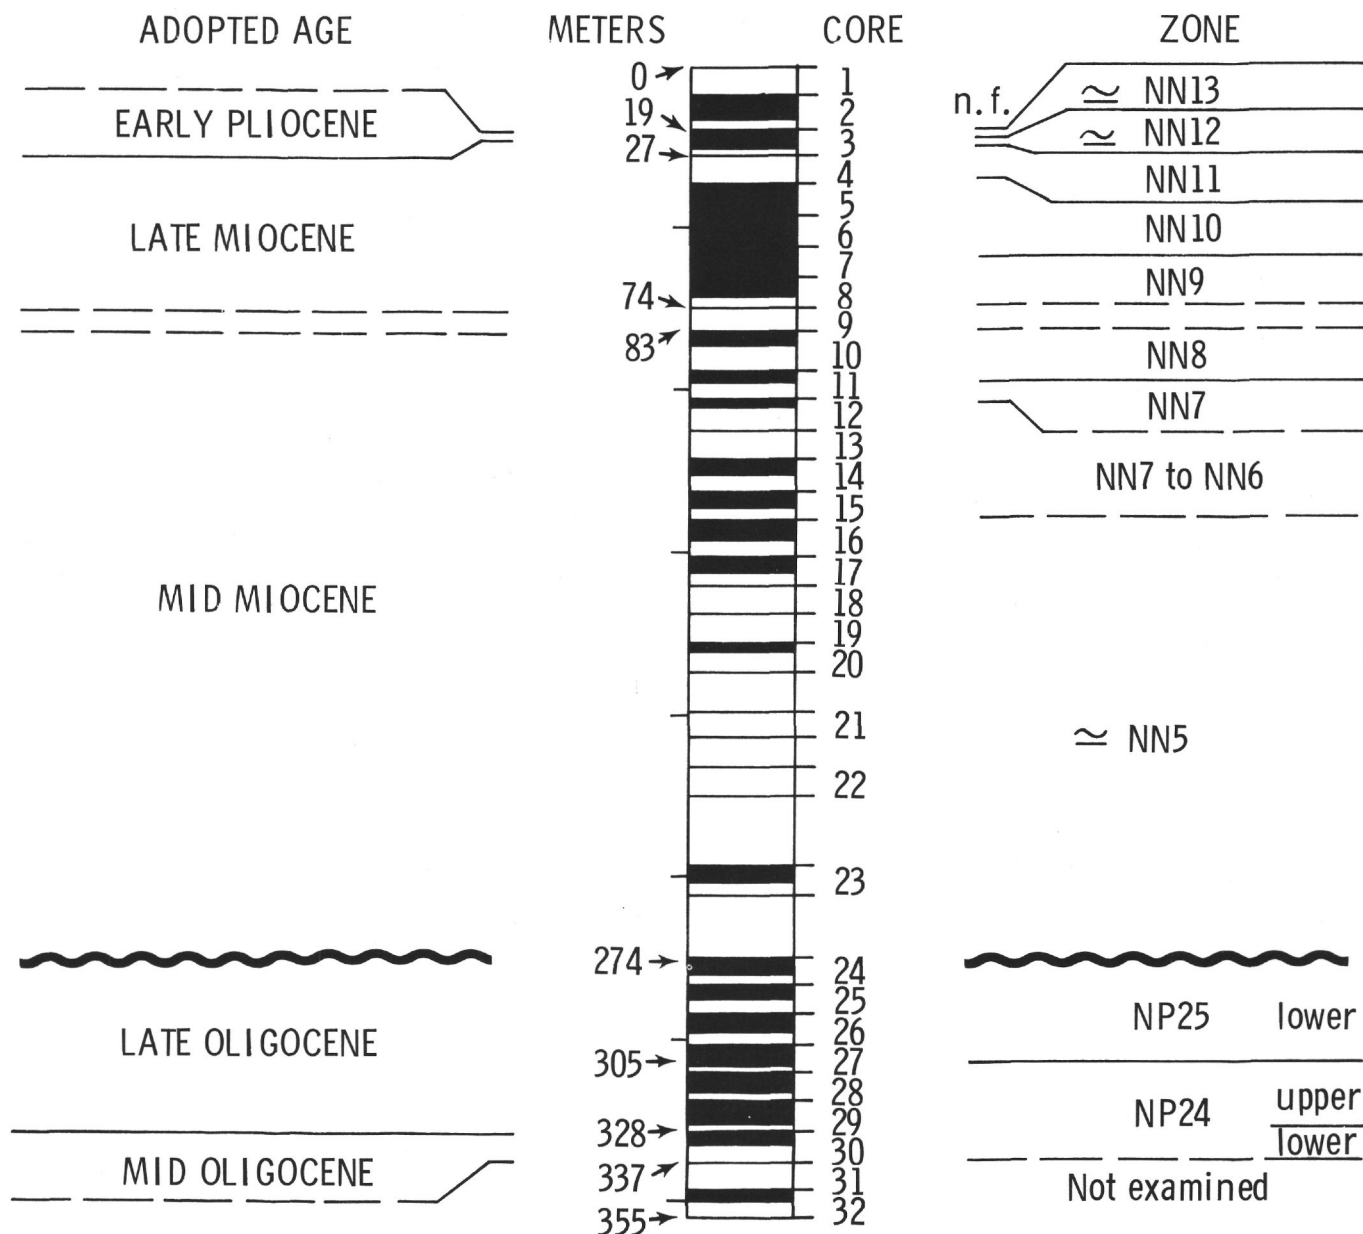 ADOPTED AGE METERS CORE ZONE
0 1
n.f. ≃ NN13
19 2
EARLY PLIOCENE ≃ NN12
27 3
4 NN11
5
LATE MIOCENE 6 NN10
7
74 8 NN9
9
83 10 NN8
11
12 NN7
13
14 NN7 to NN6
15
16
17
MID MIOCENE 18
19
20
21 ≃ NN5
22
23
274 24
25 NP25 lower
LATE OLIGOCENE 26
305 27
28 NP24 upper
29
328 30 lower
MID OLIGOCENE 337 31 Not examined
355 32